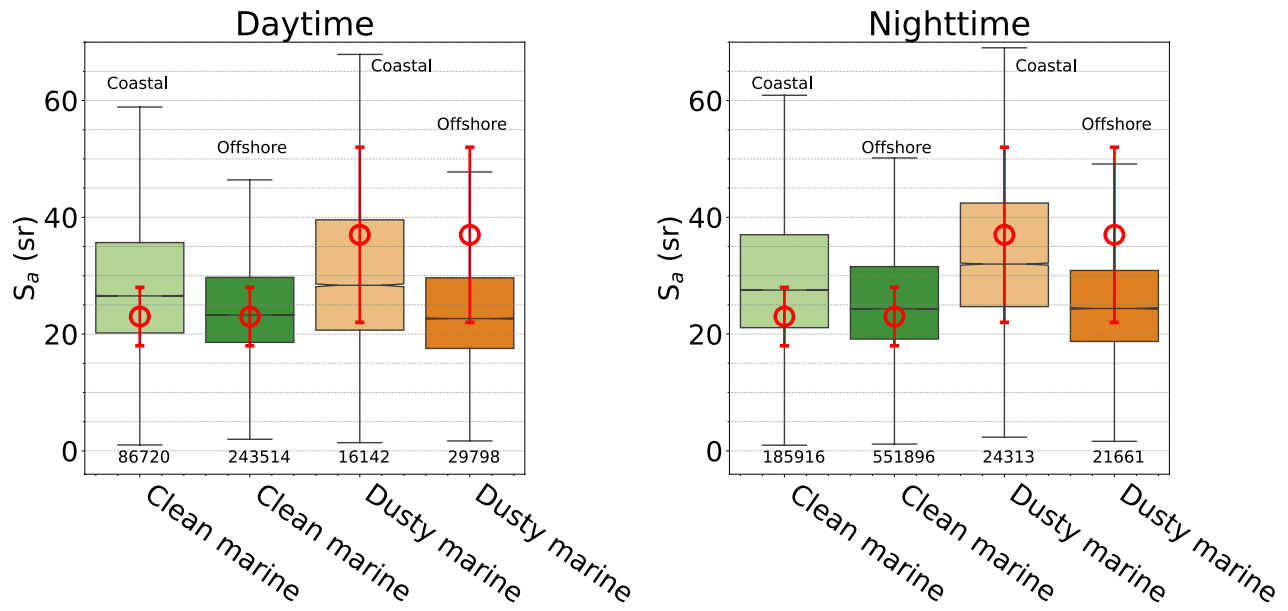 Daytime
Nighttime
Sₐ (sr)
60
40
20
0
Coastal
Offshore
Coastal
Offshore
86720
243514
16142
29798
Clean marine
Clean marine
Dusty marine
Dusty marine
Sₐ (sr)
60
40
20
0
Coastal
Offshore
Coastal
Offshore
185916
551896
24313
21661
Clean marine
Clean marine
Dusty marine
Dusty marine